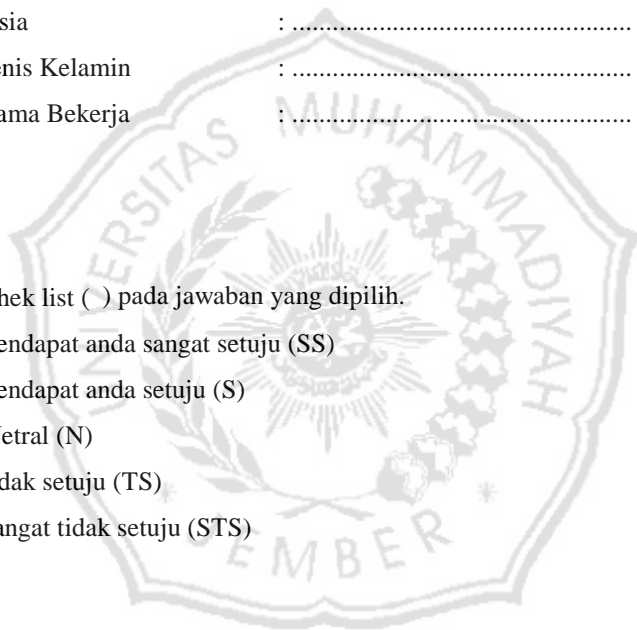 sia : .....................................................
enis Kelamin : .....................................................
ama Bekerja : .....................................................
hek list ( ) pada jawaban yang dipilih.
endapat anda sangat setuju (SS)
endapat anda setuju (S)
etral (N)
dak setuju (TS)
angat tidak setuju (STS)
UNIVERSITAS MUHAMMADIYAH
JEMBER